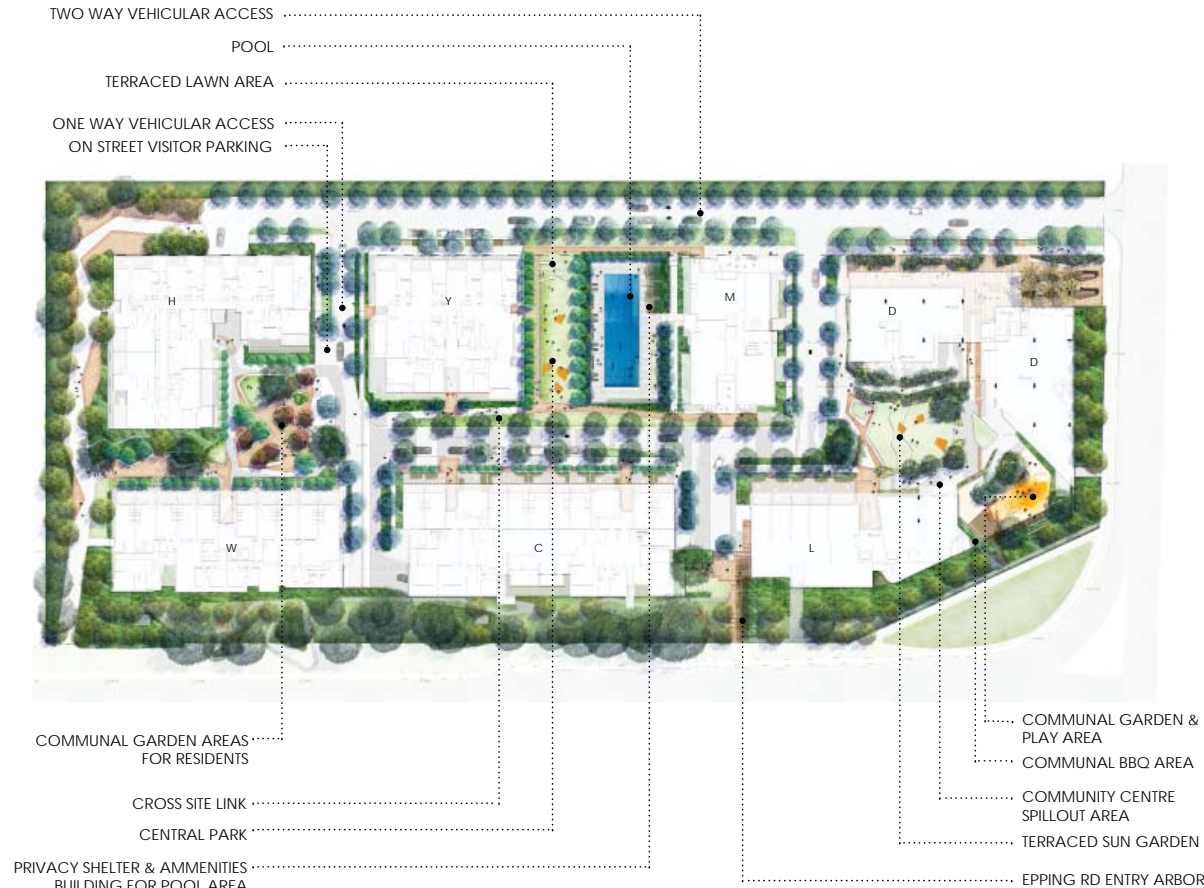 TWO WAY VEHICULAR ACCESS
POOL
TERRACED LAWN AREA
ONE WAY VEHICULAR ACCESS
ON STREET VISITOR PARKING
H
Y
M
D
D
W
C
L
COMMUNAL GARDEN AREAS
FOR RESIDENTS
CROSS SITE LINK
CENTRAL PARK
PRIVACY SHELTER & AMMENITIES
BUILDING FOR POOL AREA
COMMUNAL GARDEN &
PLAY AREA
COMMUNAL BBQ AREA
COMMUNITY CENTRE
SPILLOUT AREA
TERRACED SUN GARDEN
EPPING RD ENTRY ARBOR